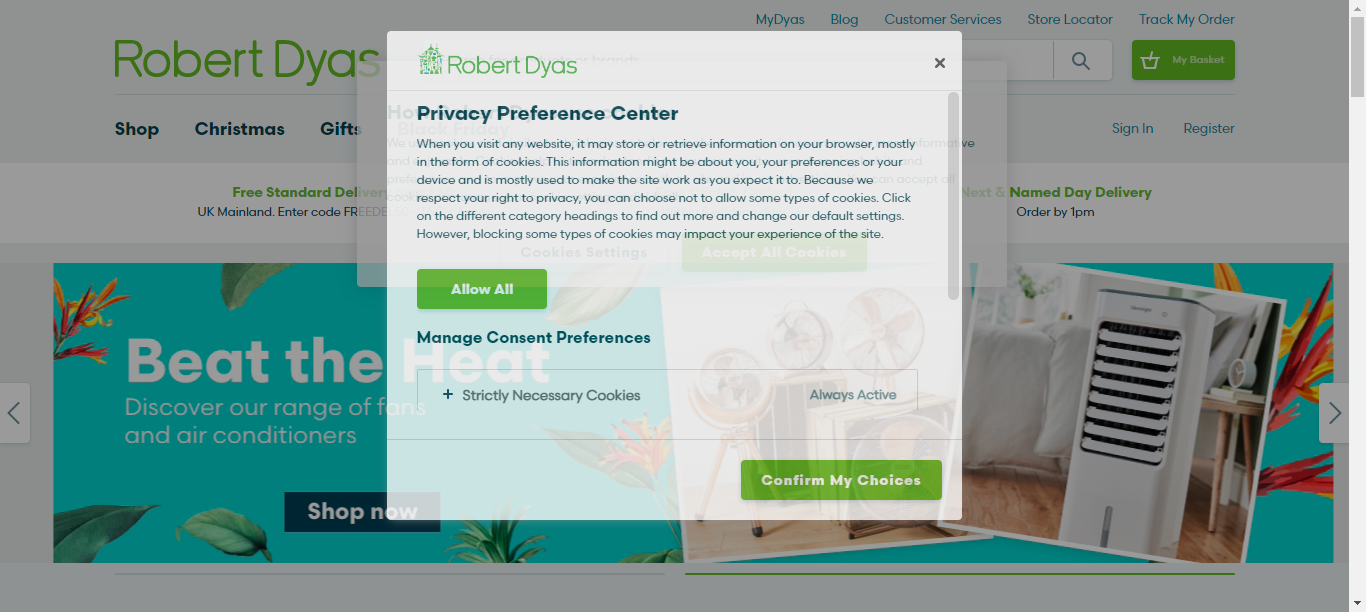 MyDyas Blog Customer Services Store Locator Track My Order
Robert Dyas
My Basket
Shop Christmas Gifts Black Friday
Sign In Register
Free Standard Delivery
UK Mainland. Enter code FREEDEL
Next & Named Day Delivery
Order by 1pm
Robert Dyas
Privacy Preference Center
When you visit any website, it may store or retrieve information on your browser, mostly
in the form of cookies. This information might be about you, your preferences or your
device and is mostly used to make the site work as you expect it to. Because we
respect your right to privacy, you can choose not to allow some types of cookies. Click
on the different category headings to find out more and change our default settings.
However, blocking some types of cookies may impact your experience of the site.
Cookies Settings Accept All Cookies
Allow All
Manage Consent Preferences
+ Strictly Necessary Cookies Always Active
Confirm My Choices
Beat the Heat
Discover our range of fans
and air conditioners
Shop now